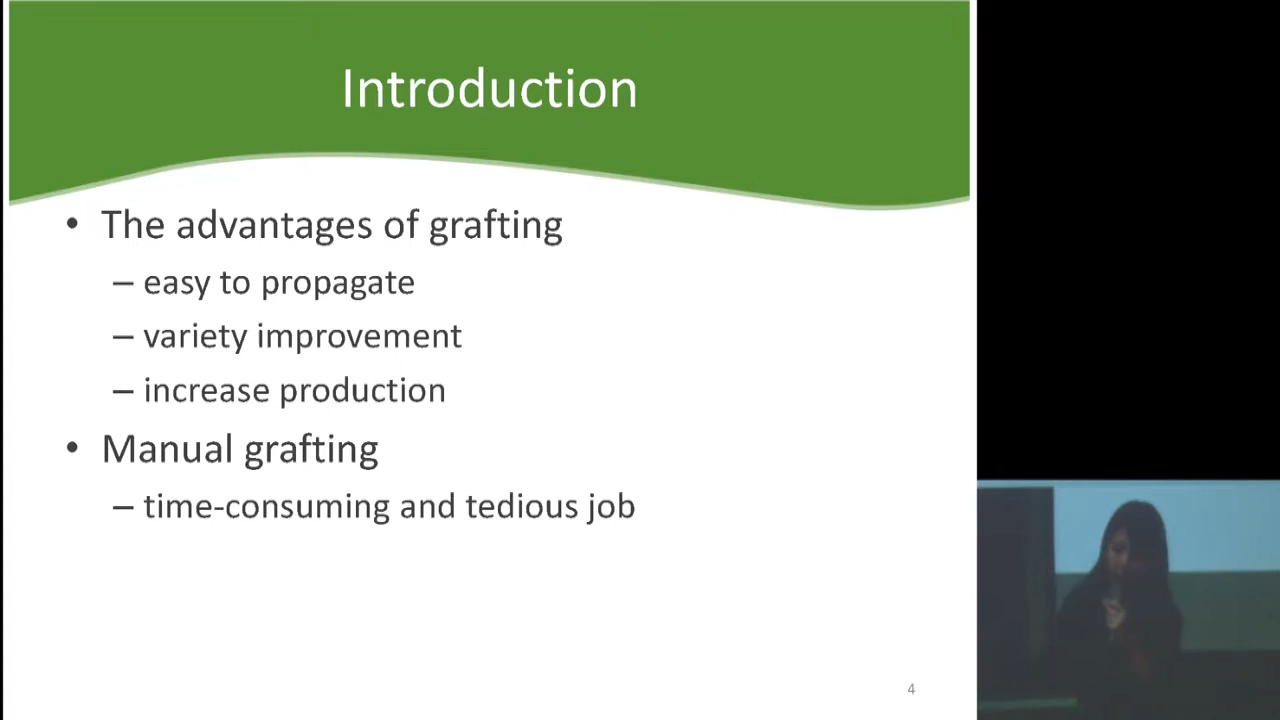 Introduction
• The advantages of grafting
– easy to propagate
– variety improvement
– increase production
• Manual grafting
– time-consuming and tedious job
4